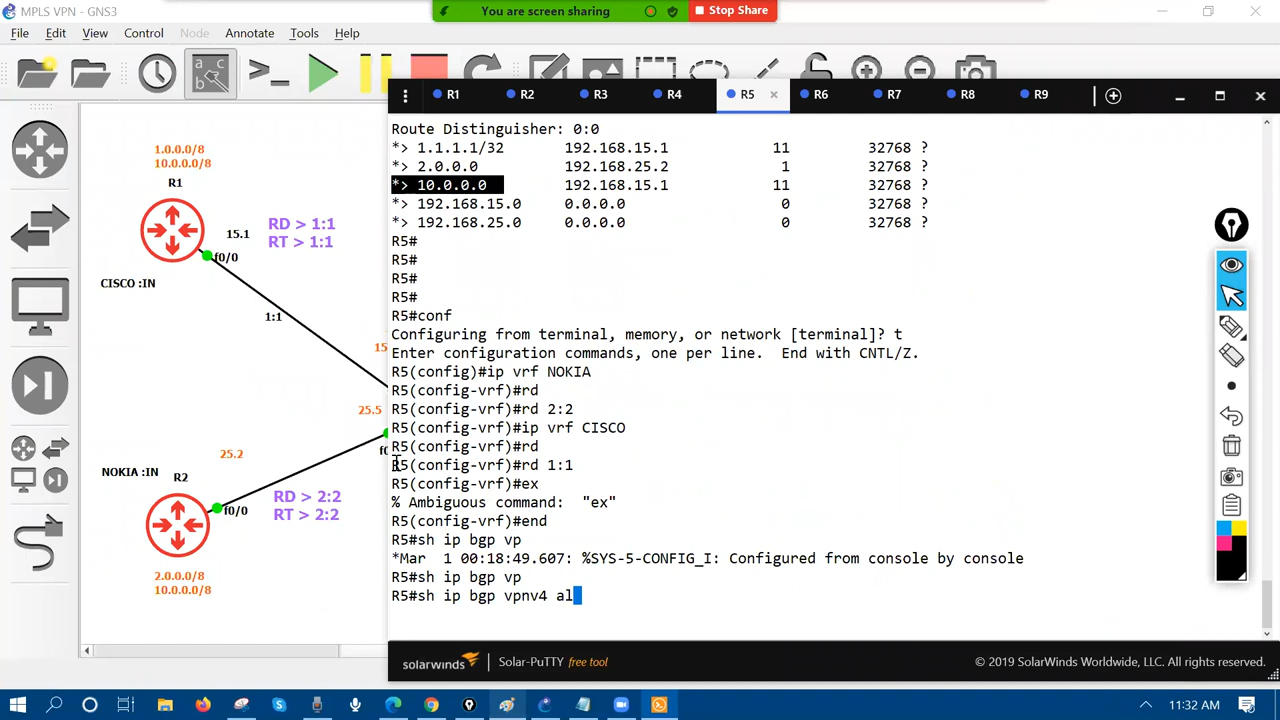 MPLS VPN - GNS3
You are screen sharing
Stop Share
File Edit View Control Node Annotate Tools Help
R1 R2 R3 R4 R5 R6 R7 R8 R9
Route Distinguisher: 0:0
*> 1.1.1.1/32 192.168.15.1 11 32768 ?
*> 2.0.0.0 192.168.25.2 1 32768 ?
*> 10.0.0.0 192.168.15.1 11 32768 ?
*> 192.168.15.0 0.0.0.0 0 32768 ?
*> 192.168.25.0 0.0.0.0 0 32768 ?
R5#
R5#
R5#
R5#
R5#conf
Configuring from terminal, memory, or network [terminal]? t
Enter configuration commands, one per line. End with CNTL/Z.
R5(config)#ip vrf NOKIA
R5(config-vrf)#rd
R5(config-vrf)#rd 2:2
R5(config-vrf)#ip vrf CISCO
R5(config-vrf)#rd
R5(config-vrf)#rd 1:1
R5(config-vrf)#ex
% Ambiguous command: "ex"
R5(config-vrf)#end
R5#sh ip bgp vp
*Mar 1 00:18:49.607: %SYS-5-CONFIG_I: Configured from console by console
R5#sh ip bgp vp
R5#sh ip bgp vpnv4 al
solarwinds Solar-PuTTY free tool © 2019 SolarWinds Worldwide, LLC. All rights reserved.
a c
b
1.0.0.0/8
10.0.0.0/8
R1
RD > 1:1
RT > 1:1
15.1
f0/0
CISCO :IN
1:1
15
25.5
f0
25.2
NOKIA :IN
R2
RD > 2:2
RT > 2:2
f0/0
2.0.0.0/8
10.0.0.0/8
11:32 AM